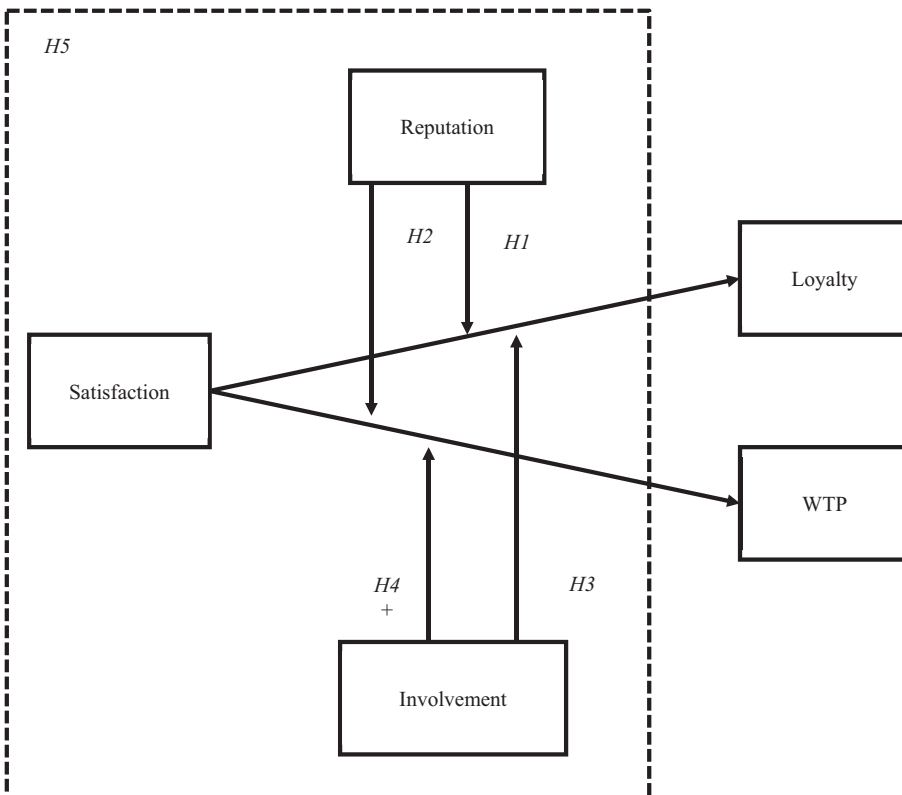 H5
Reputation
H2
H1
Loyalty
Satisfaction
WTP
H4
+
H3
Involvement